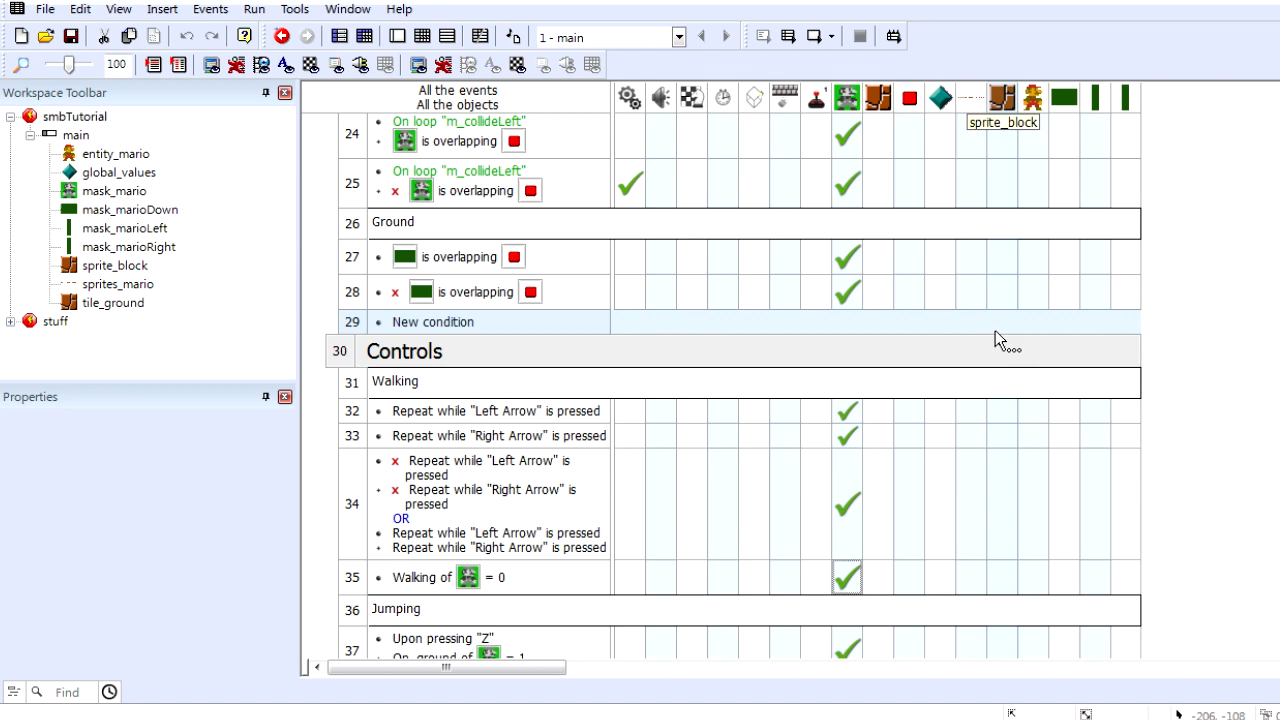 File Edit View Insert Events Run Tools Window Help
1 - main
100
Workspace Toolbar
smbTutorial
main
entity_mario
global_values
mask_mario
mask_marioDown
mask_marioLeft
mask_marioRight
sprite_block
sprites_mario
tile_ground
stuff
Properties
Find
All the events
All the objects
sprite_block
24
On loop "m_collideLeft"
is overlapping
25
On loop "m_collideLeft"
x is overlapping
26 Ground
27 is overlapping
28 x is overlapping
29 New condition
30 Controls
31 Walking
32 Repeat while "Left Arrow" is pressed
33 Repeat while "Right Arrow" is pressed
34
x Repeat while "Left Arrow" is
pressed
x Repeat while "Right Arrow" is
pressed
OR
Repeat while "Left Arrow" is pressed
Repeat while "Right Arrow" is pressed
35 Walking of = 0
36 Jumping
37
Upon pressing "Z"
On_ground of = 1
-206, -108